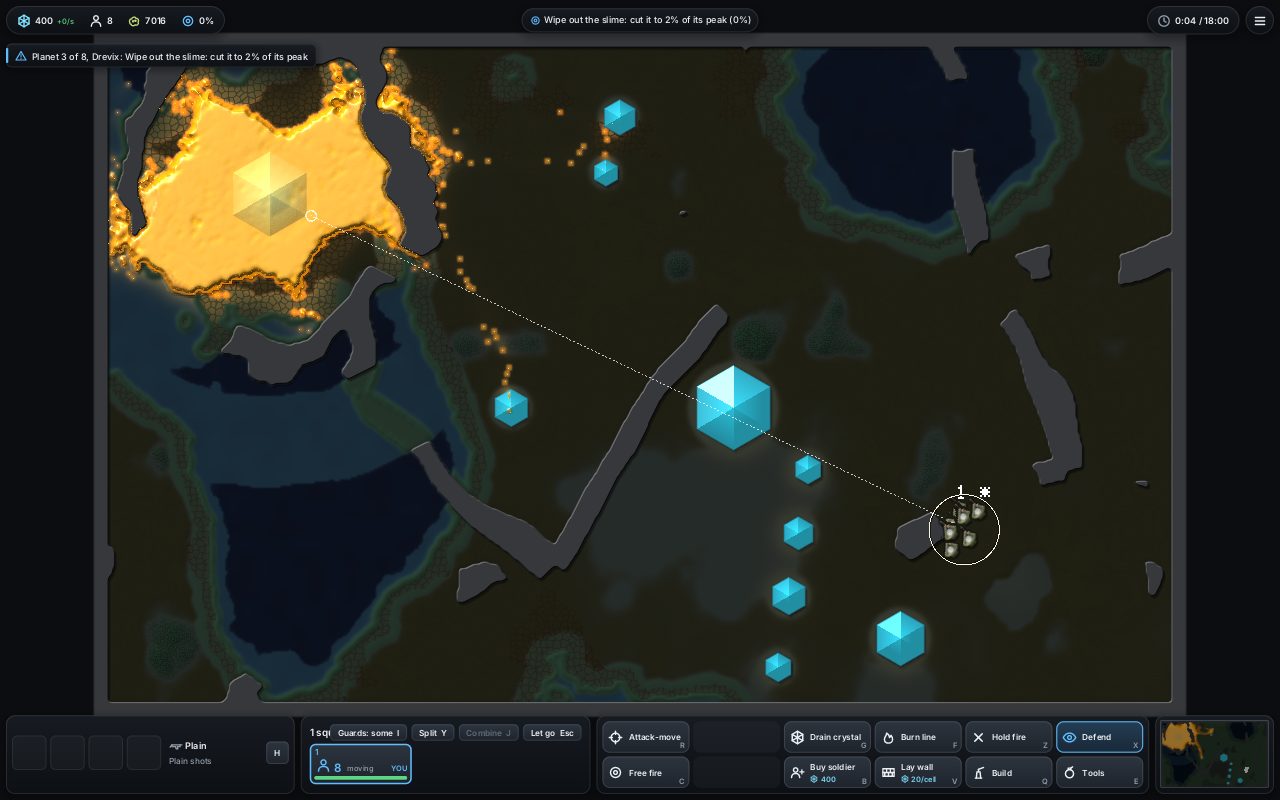 400 +0/s 8 7016 0%
Wipe out the slime: cut it to 2% of its peak (0%)
0:04 / 18:00
Planet 3 of 8, Drevix: Wipe out the slime: cut it to 2% of its peak
1
Plain
Plain shots
H
1 squ
Guards: some I
Split Y
Combine J
Let go Esc
1
8 moving YOU
Attack-move R
Drain crystal G
Burn line F
Hold fire Z
Defend X
Free fire C
Buy soldier 400 B
Lay wall 20/cell V
Build Q
Tools E